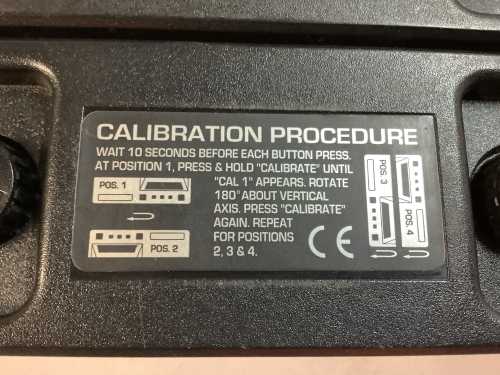 CALIBRATION PROCEDURE
WAIT 10 SECONDS BEFORE EACH BUTTON PRESS.
AT POSITION 1, PRESS & HOLD "CALIBRATE" UNTIL
"CAL 1" APPEARS. ROTATE
180° ABOUT VERTICAL
AXIS. PRESS "CALIBRATE"
AGAIN. REPEAT
FOR POSITIONS
2, 3 & 4.
POS. 1
POS. 2
POS. 3
POS. 4
CE